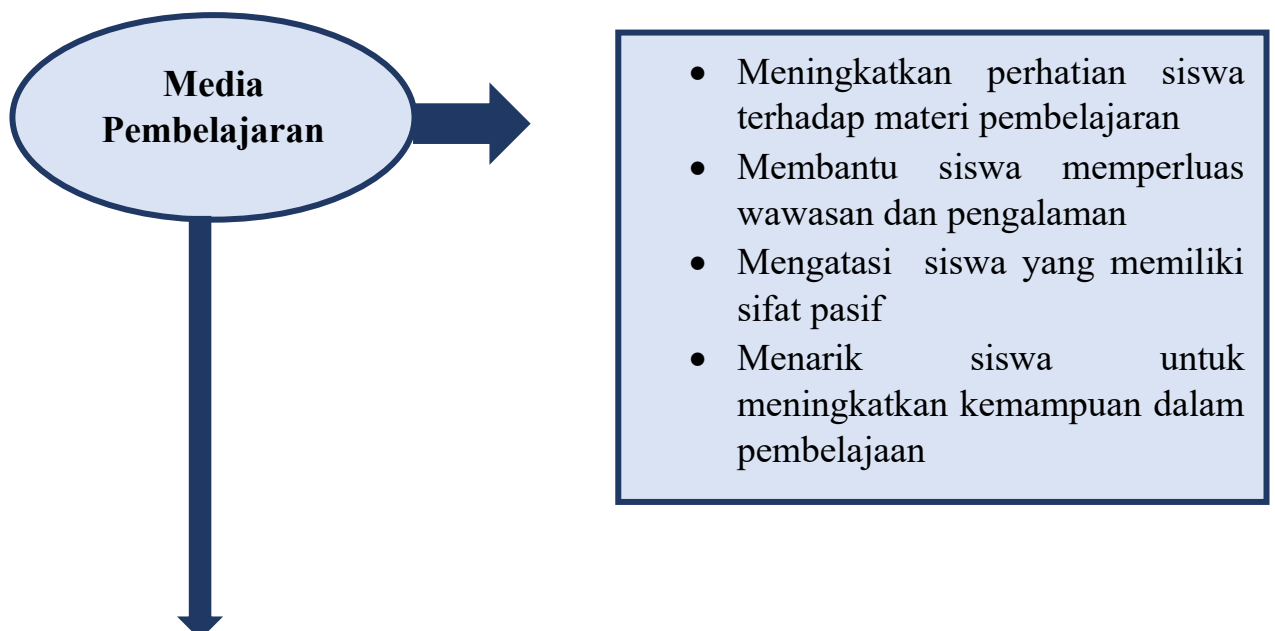 Media
Pembelajaran
• Meningkatkan perhatian siswa
terhadap materi pembelajaran
• Membantu siswa memperluas
wawasan dan pengalaman
• Mengatasi siswa yang memiliki
sifat pasif
• Menarik siswa untuk
meningkatkan kemampuan dalam
pembelajaan